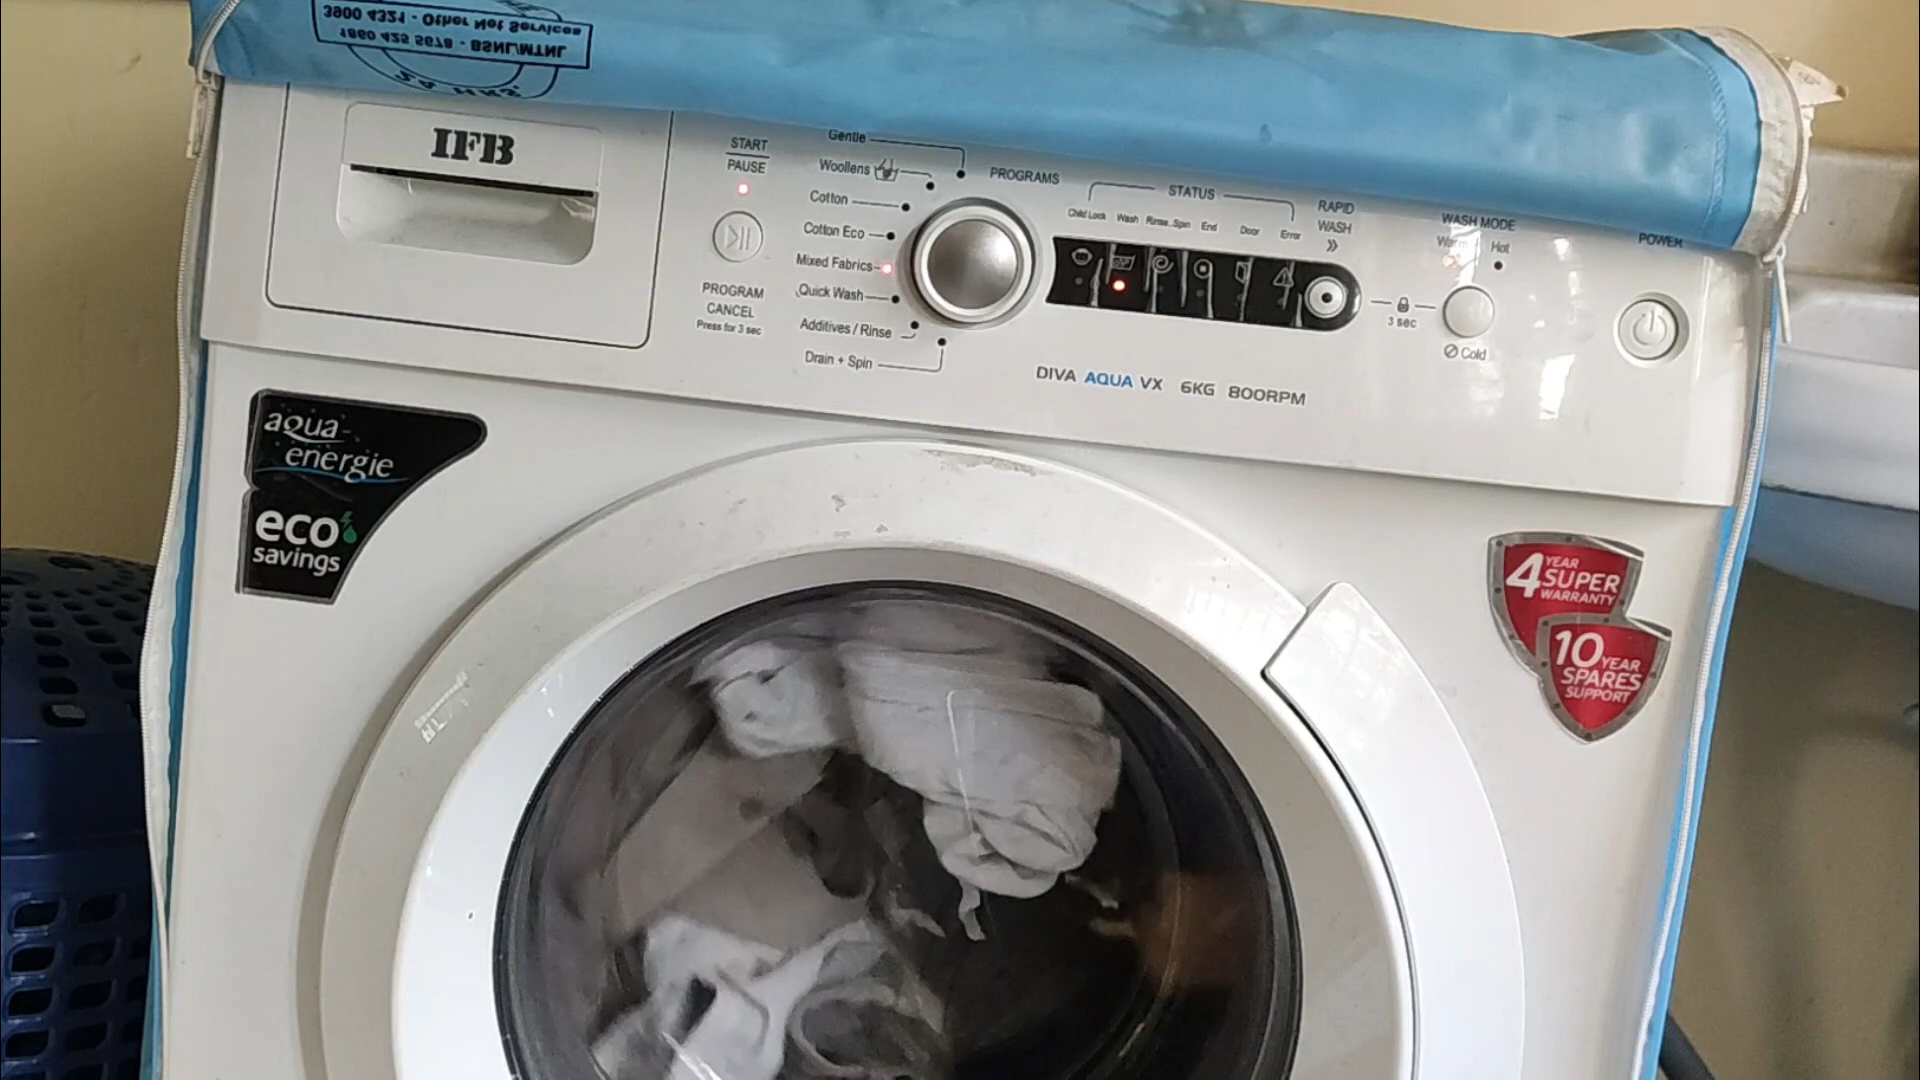 3900 4321 - Other Net Services
1860 425 5678 - BSNL/MTNL
24 HRS.
IFB
START
PAUSE
PROGRAM
CANCEL
Press for 3 sec
Gentle
Woollens
Cotton
Cotton Eco
Mixed Fabrics
Quick Wash
Additives / Rinse
Drain + Spin
PROGRAMS
STATUS
Child Lock Wash Rinse Spin End Door Error
RAPID
WASH
3 sec
WASH MODE
Warm Hot
Cold
POWER
DIVA AQUA VX 6KG 800RPM
aqua
energie
eco
savings
4 YEAR
SUPER
WARRANTY
10 YEAR
SPARES
SUPPORT